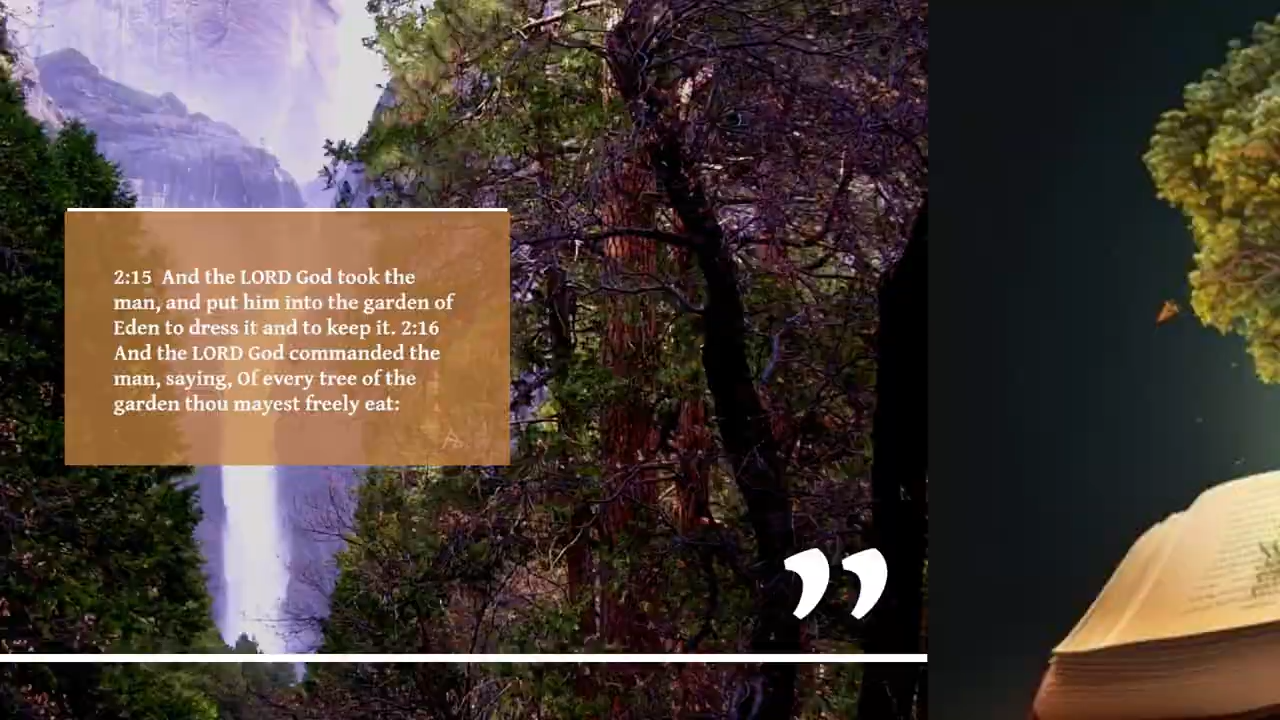 2:15 And the LORD God took the
man, and put him into the garden of
Eden to dress it and to keep it. 2:16
And the LORD God commanded the
man, saying, Of every tree of the
garden thou mayest freely eat:
”